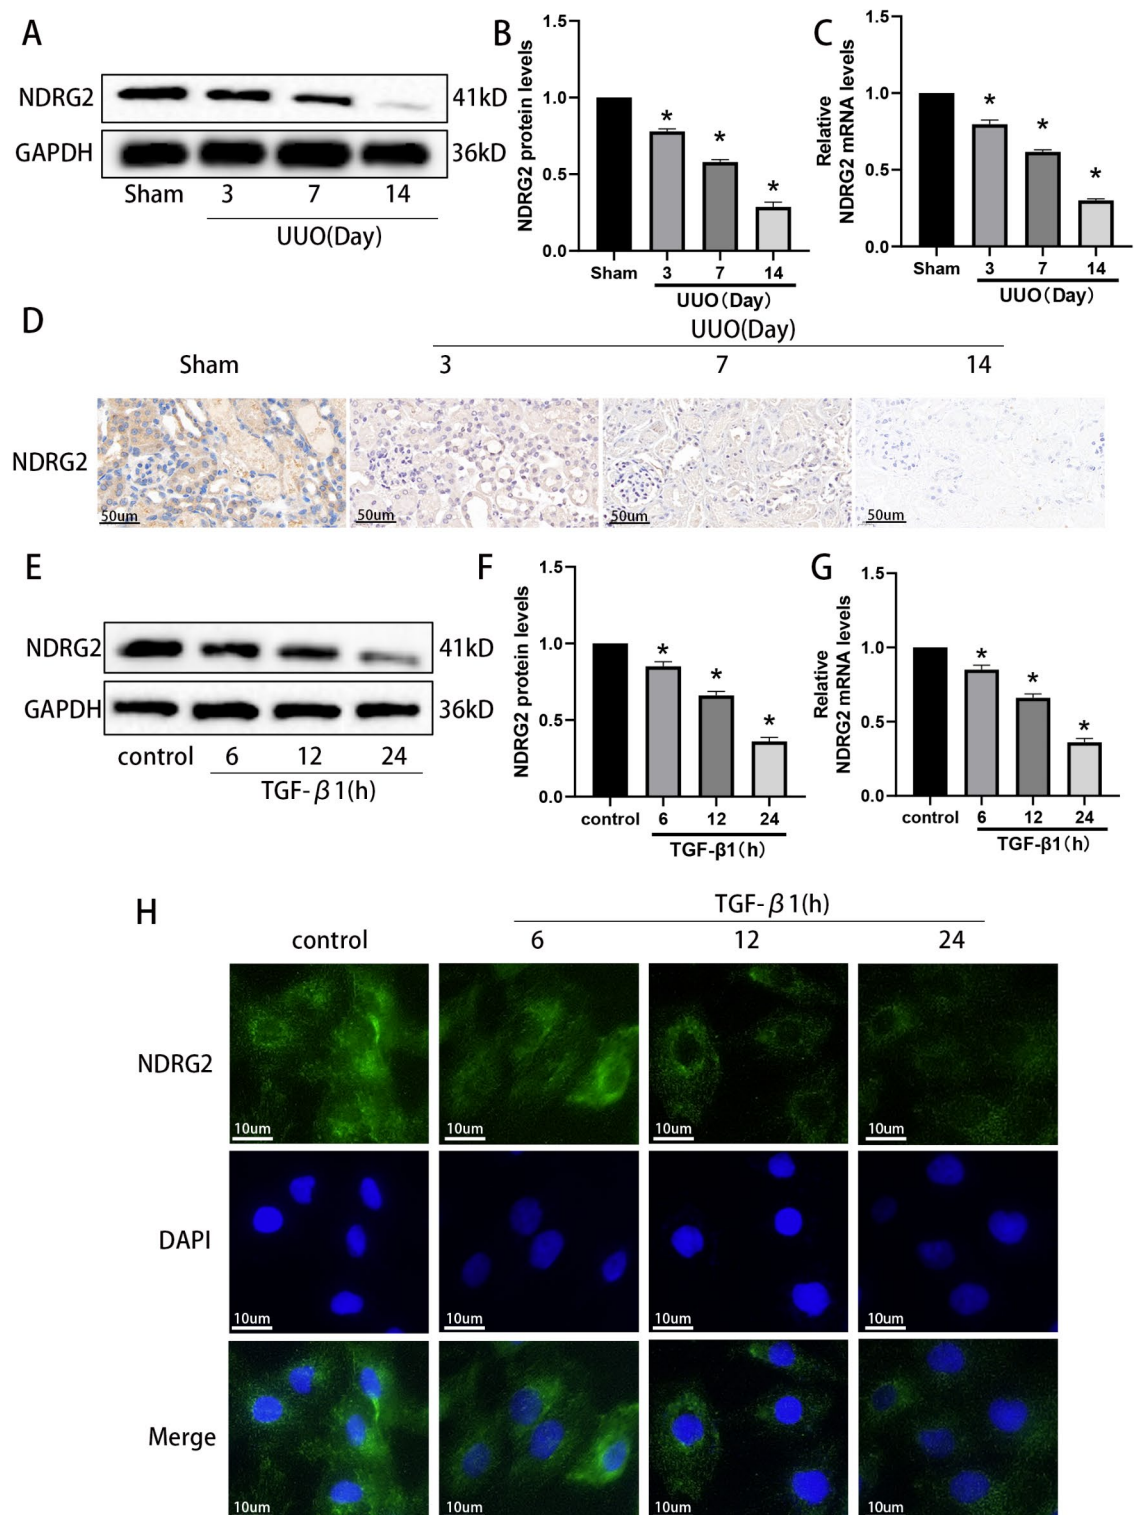 A
NDRG2
41kD
GAPDH
36kD
Sham 3 7 14
UUO(Day)
B
NDRG2 protein levels
1.5
1.0
0.5
0.0
*
*
*
Sham 3 7 14
UUO(Day)
C
Relative
NDRG2 mRNA levels
1.5
1.0
0.5
0.0
*
*
*
Sham 3 7 14
UUO(Day)
D
UUO(Day)
Sham 3 7 14
NDRG2
50um 50um 50um 50um
E
NDRG2
41kD
GAPDH
36kD
control 6 12 24
TGF-β1(h)
F
NDRG2 protein levels
1.5
1.0
0.5
0.0
*
*
*
control 6 12 24
TGF-β1(h)
G
Relative
NDRG2 mRNA levels
1.5
1.0
0.5
0.0
*
*
*
control 6 12 24
TGF-β1(h)
H
TGF-β1(h)
control 6 12 24
NDRG2
10um 10um 10um 10um
DAPI
10um 10um 10um 10um
Merge
10um 10um 10um 10um